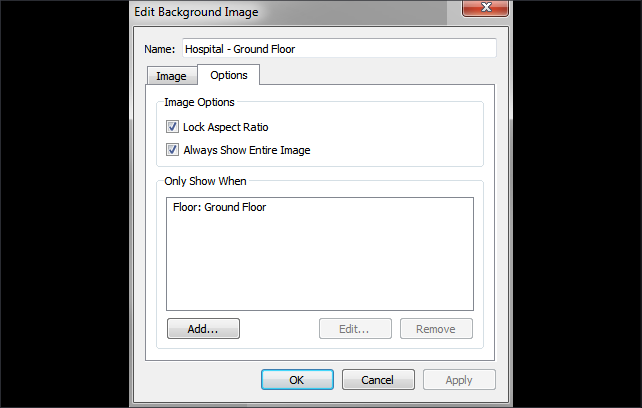 Edit Background Image
Name: Hospital - Ground Floor
Image Options
Image Options
Lock Aspect Ratio
Always Show Entire Image
Only Show When
Floor: Ground Floor
Add... Edit... Remove
OK Cancel Apply